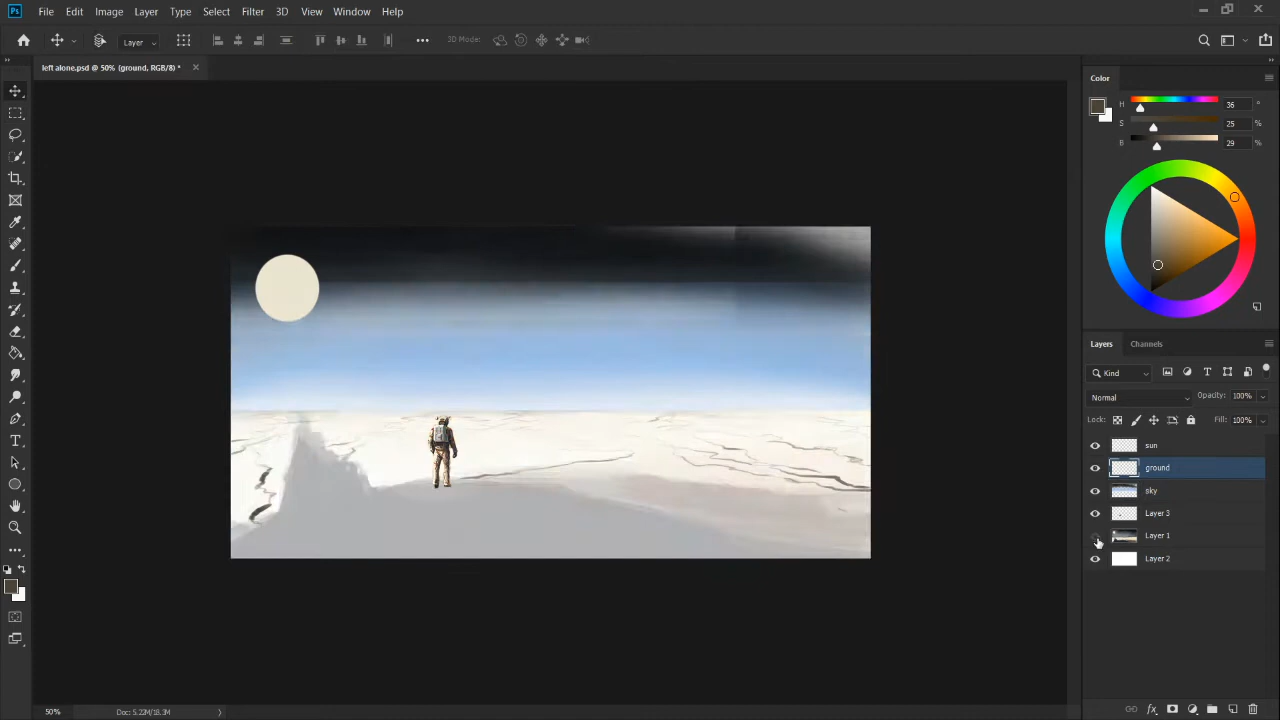 Ps File Edit Image Layer Type Select Filter 3D View Window Help
Layer 3D Mode:
left alone.psd @ 50% (ground, RGB/8) *
Color
H 36 °
S 25 %
B 29 %
Layers Channels
Kind
Normal Opacity: 100%
Lock: Fill: 100%
sun
ground
sky
Layer 3
Layer 1
Layer 2
50% Doc: 5.22M/18.3M